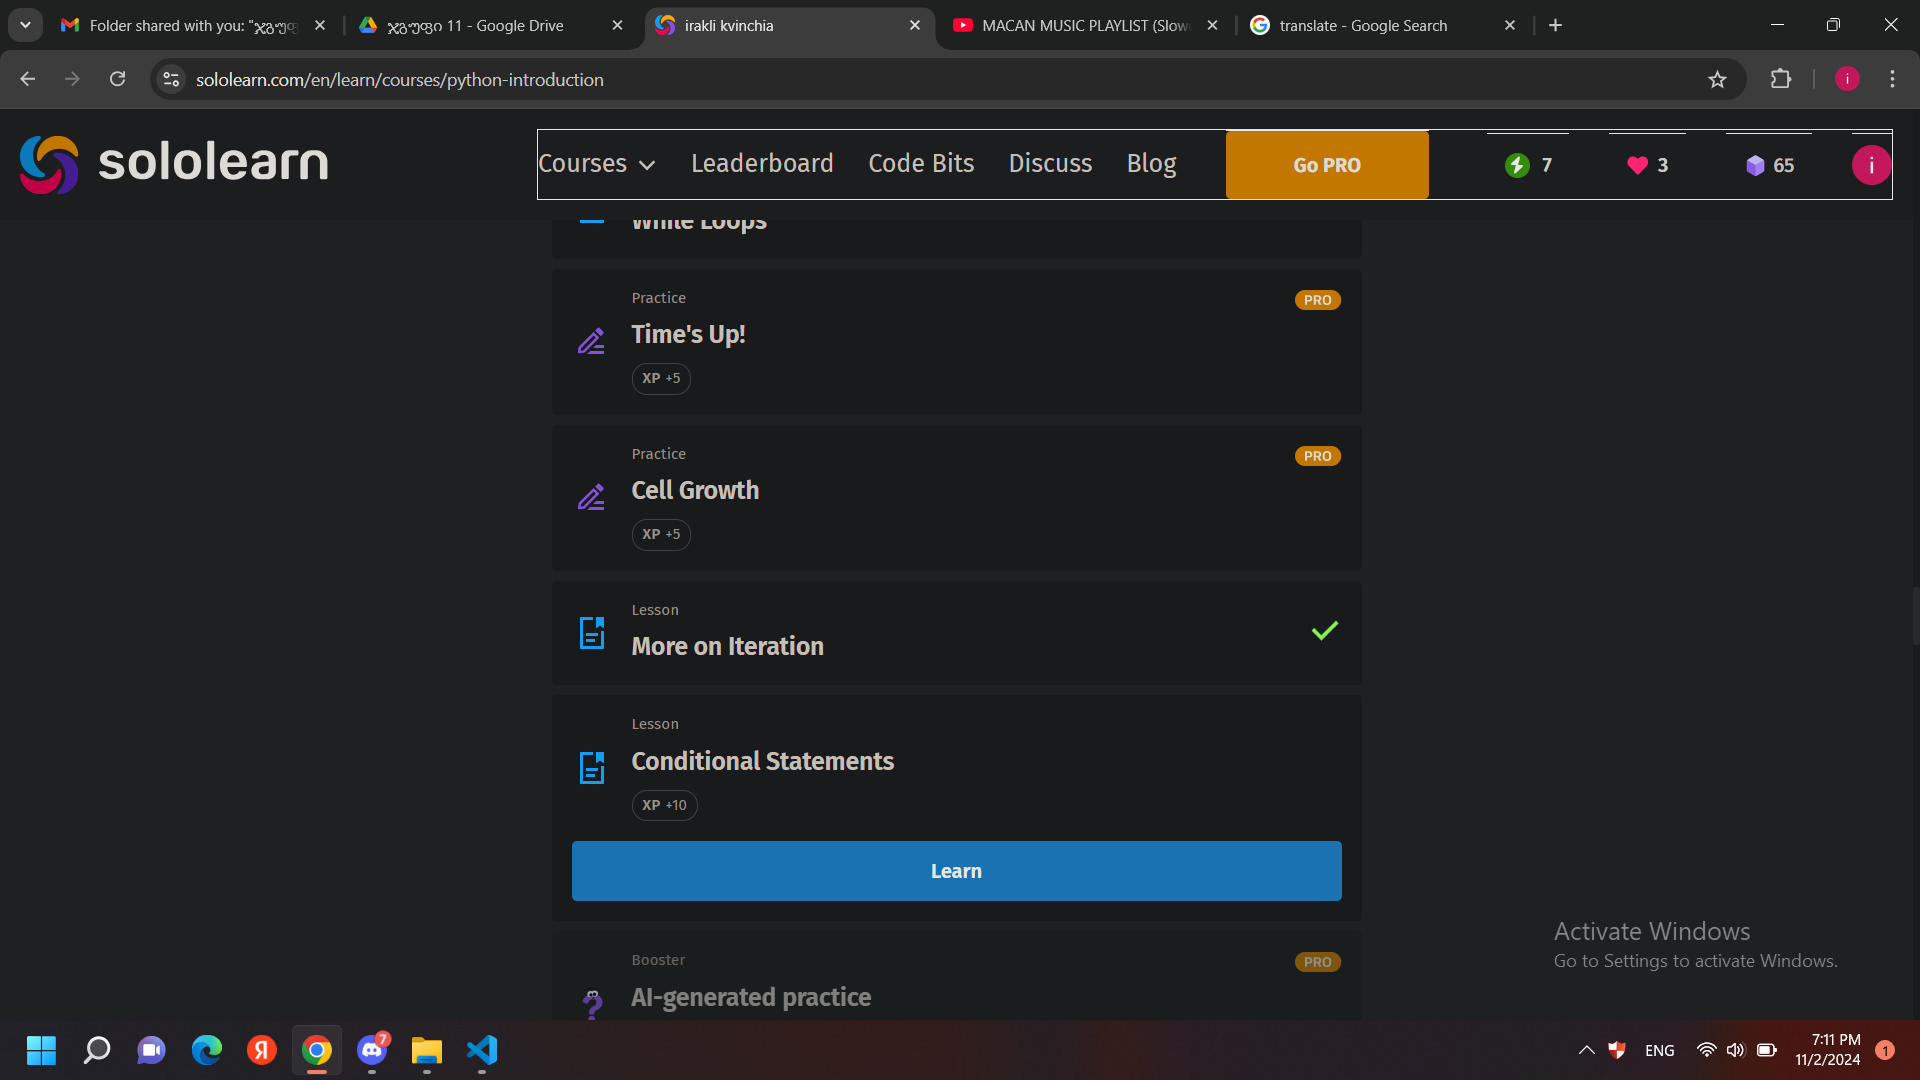 Folder shared with you: "ჯგუფ
ჯგუფი 11 - Google Drive
irakli kvinchia
MACAN MUSIC PLAYLIST (Slowe
translate - Google Search
sololearn.com/en/learn/courses/python-introduction
i
sololearn
Courses
Leaderboard
Code Bits
Discuss
Blog
Go PRO
7
3
65
i
While Loops
Practice
PRO
Time's Up!
XP +5
Practice
PRO
Cell Growth
XP +5
Lesson
More on Iteration
Lesson
Conditional Statements
XP +10
Learn
Booster
PRO
AI-generated practice
Activate Windows
Go to Settings to activate Windows.
Я
7
ENG
7:11 PM
11/2/2024
1